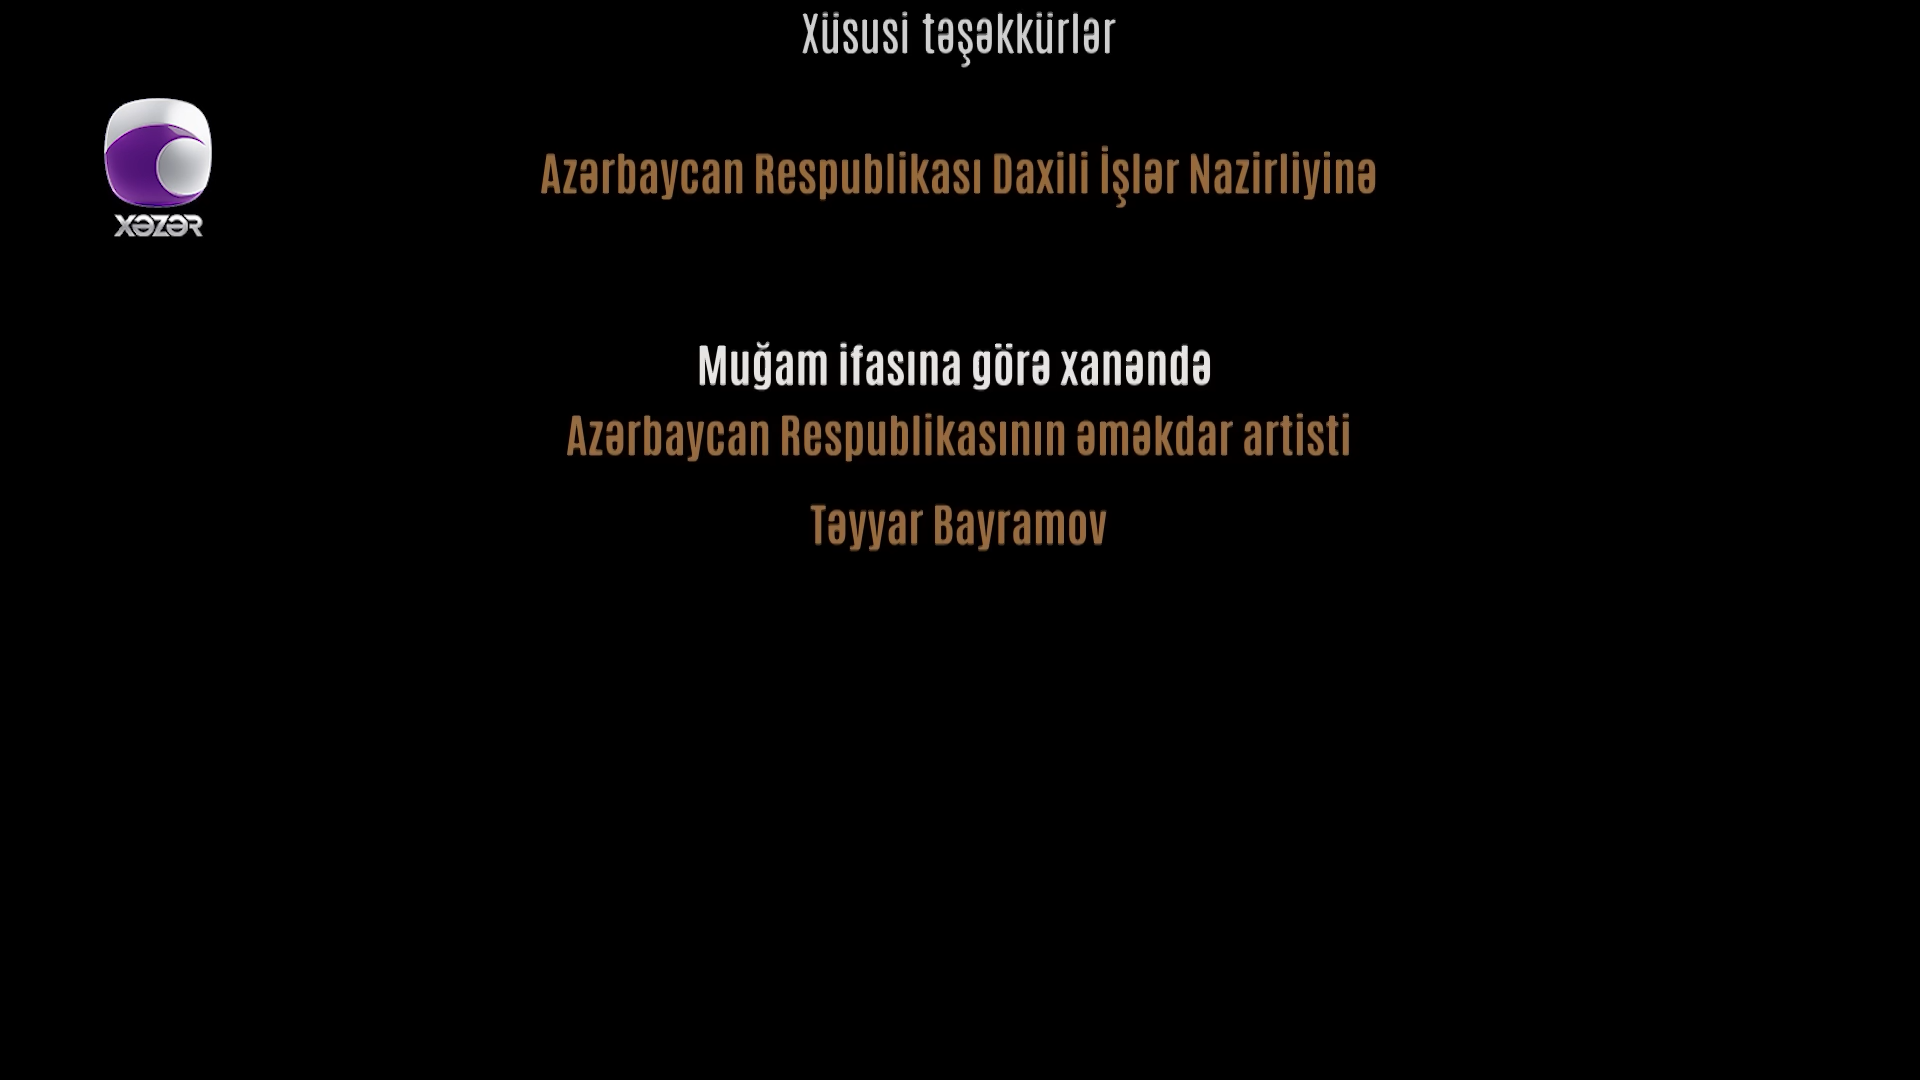 Xüsusi təşəkkürlər
XƏZƏR
Azərbaycan Respublikası Daxili İşlər Nazirliyinə
Muğam ifasına görə xanəndə
Azərbaycan Respublikasının əməkdar artisti
Təyyar Bayramov